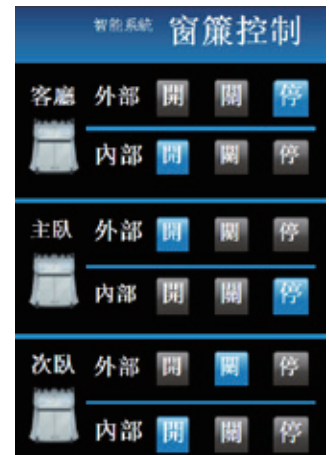 智能系統 窗簾控制
客廳 外部 開 關 停
內部 開 關 停
主臥 外部 開 關 停
內部 開 關 停
次臥 外部 開 關 停
內部 開 關 停